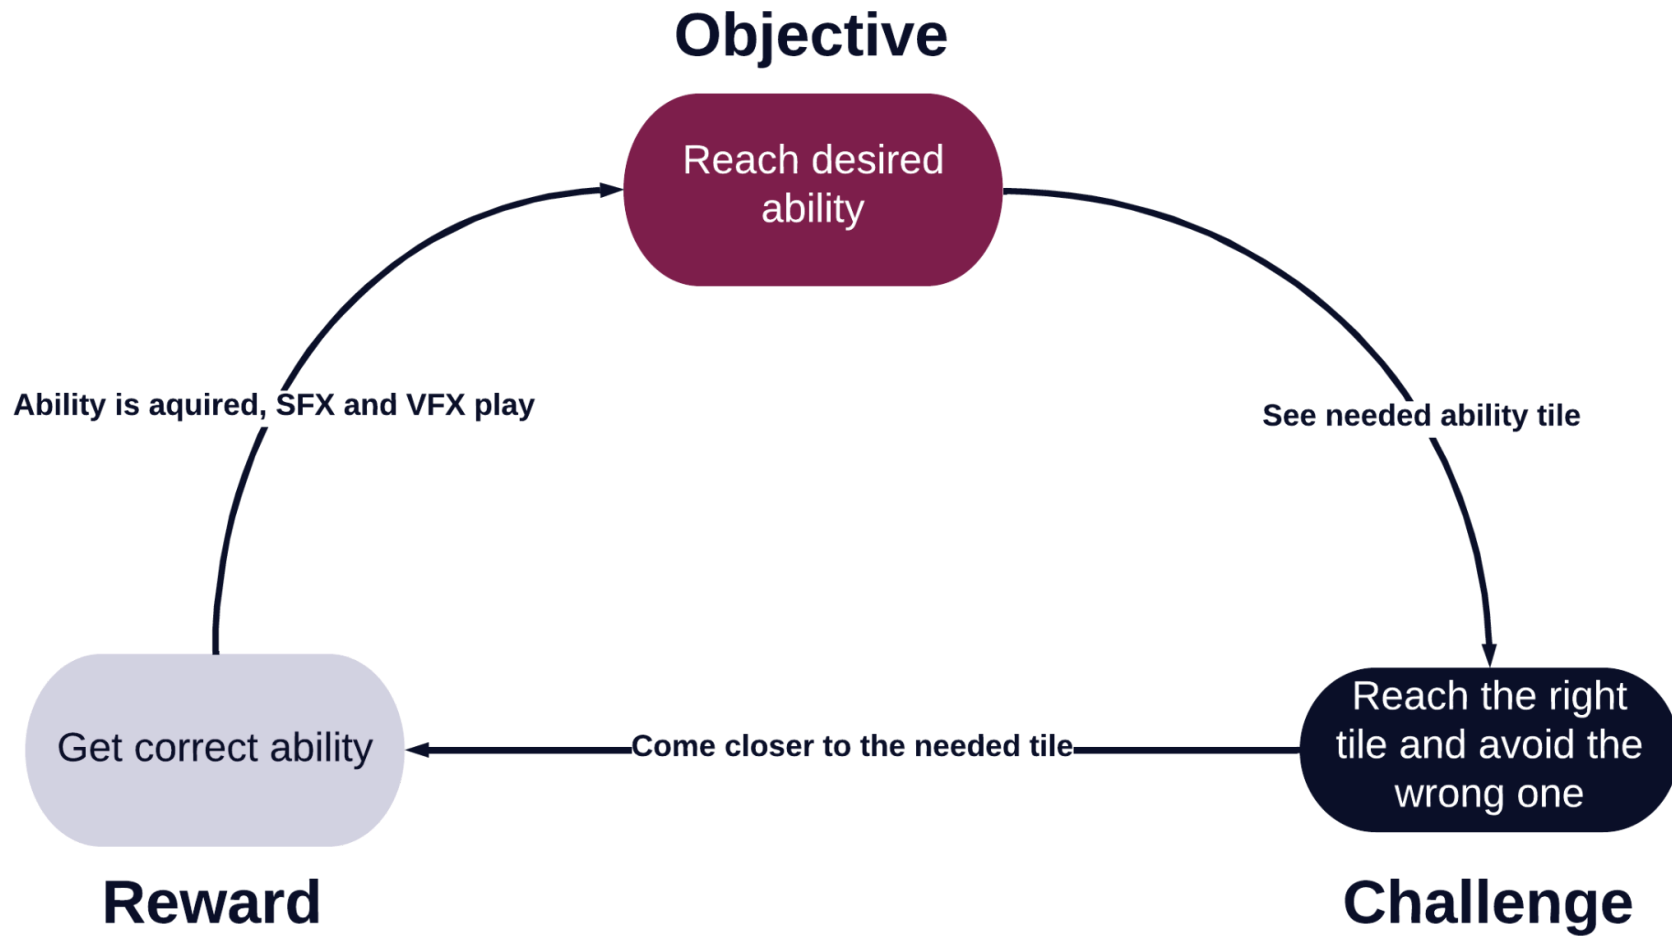 Objective
Reach desired
ability
Ability is aquired, SFX and VFX play
See needed ability tile
Get correct ability
Come closer to the needed tile
Reach the right
tile and avoid the
wrong one
Reward
Challenge